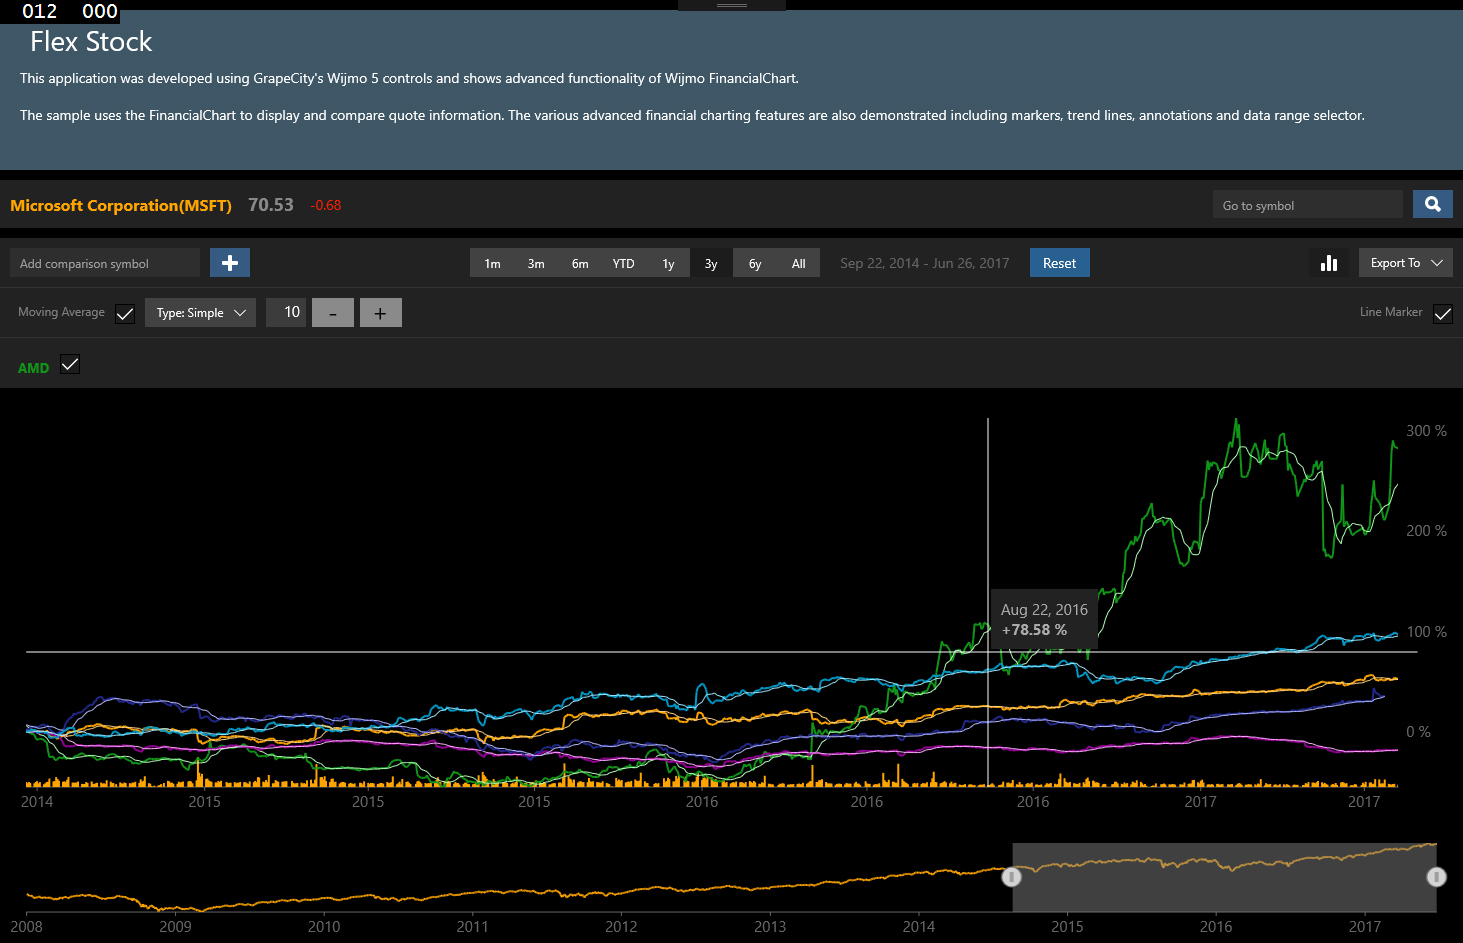 012 000
Flex Stock
This application was developed using GrapeCity's Wijmo 5 controls and shows advanced functionality of Wijmo FinancialChart.
The sample uses the FinancialChart to display and compare quote information. The various advanced financial charting features are also demonstrated including markers, trend lines, annotations and data range selector.
Microsoft Corporation(MSFT) 70.53 -0.68 Go to symbol
Add comparison symbol 1m 3m 6m YTD 1y 3y 6y All Sep 22, 2014 - Jun 26, 2017 Reset Export To
Moving Average Type: Simple 10 - + Line Marker
AMD
300 %
200 %
Aug 22, 2016
+78.58 %
100 %
0 %
2014 2015 2015 2015 2016 2016 2016 2017 2017
2008 2009 2010 2011 2012 2013 2014 2015 2016 2017